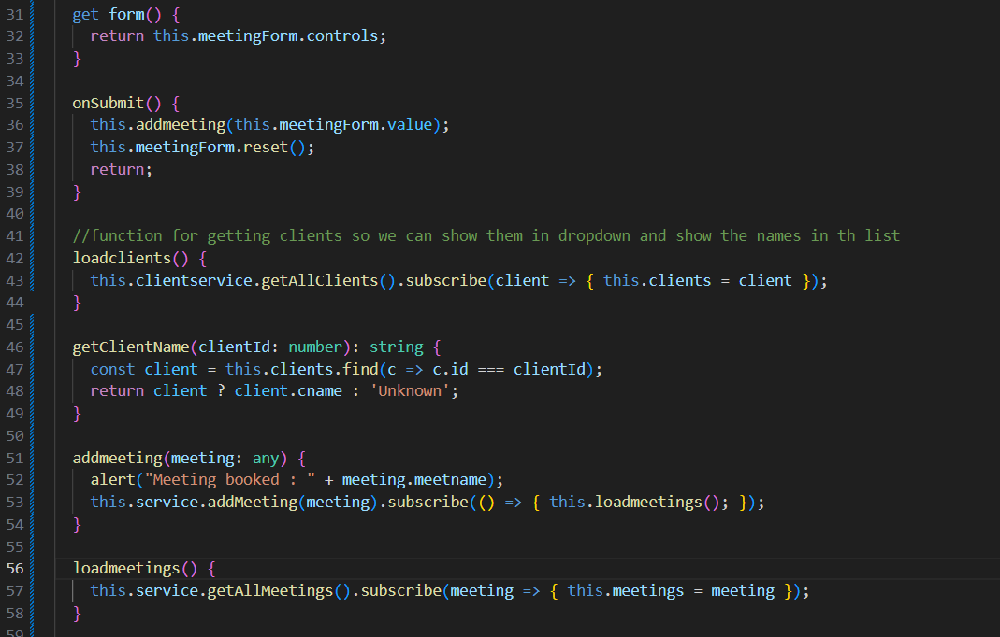 31 get form() {
32 return this.meetingForm.controls;
33 }
34
35 onSubmit() {
36 this.addmeeting(this.meetingForm.value);
37 this.meetingForm.reset();
38 return;
39 }
40
41 //function for getting clients so we can show them in dropdown and show the names in th list
42 loadclients() {
43 this.clientservice.getAllClients().subscribe(client => { this.clients = client });
44 }
45
46 getClientName(clientId: number): string {
47 const client = this.clients.find(c => c.id === clientId);
48 return client ? client.cname : 'Unknown';
49 }
50
51 addmeeting(meeting: any) {
52 alert("Meeting booked : " + meeting.meetname);
53 this.service.addMeeting(meeting).subscribe(() => { this.loadmeetings(); });
54 }
55
56 loadmeetings() {
57 this.service.getAllMeetings().subscribe(meeting => { this.meetings = meeting });
58 }
59